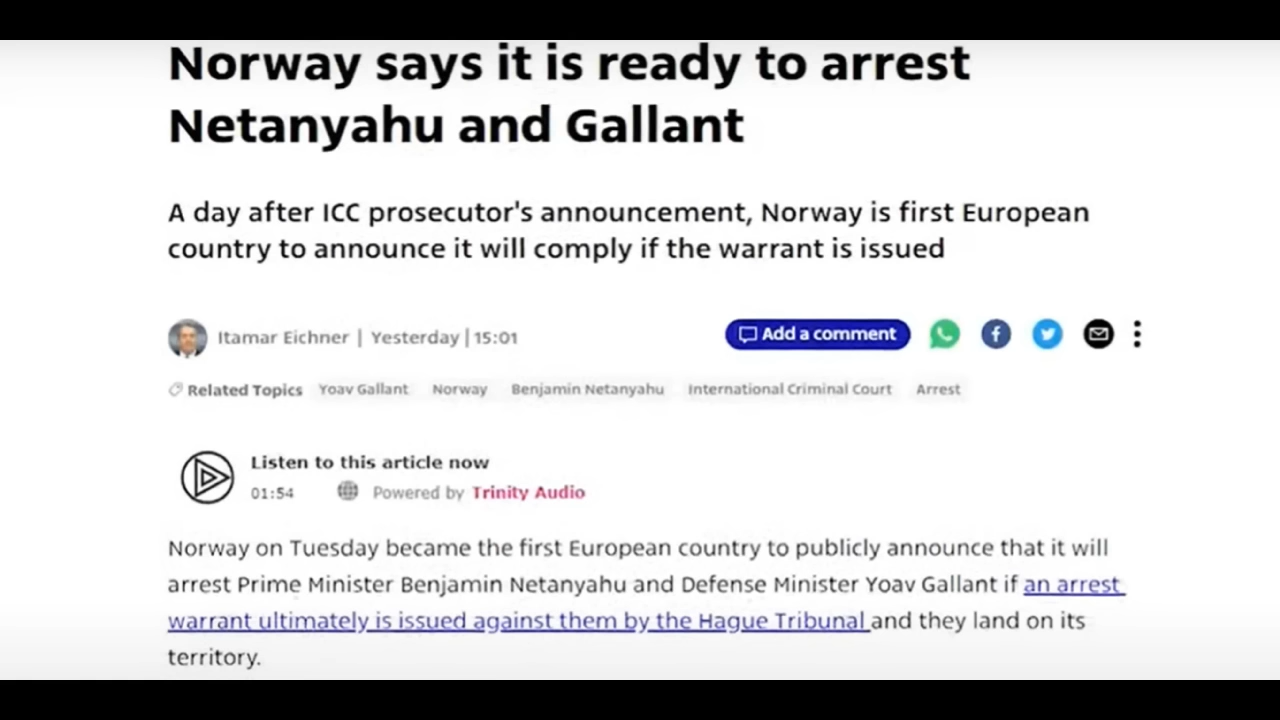 Norway says it is ready to arrest
Netanyahu and Gallant
A day after ICC prosecutor's announcement, Norway is first European
country to announce it will comply if the warrant is issued
Itamar Eichner | Yesterday | 15:01
Add a comment
Related Topics Yoav Gallant Norway Benjamin Netanyahu International Criminal Court Arrest
Listen to this article now
01:54 Powered by Trinity Audio
Norway on Tuesday became the first European country to publicly announce that it will
arrest Prime Minister Benjamin Netanyahu and Defense Minister Yoav Gallant if an arrest
warrant ultimately is issued against them by the Hague Tribunal and they land on its
territory.